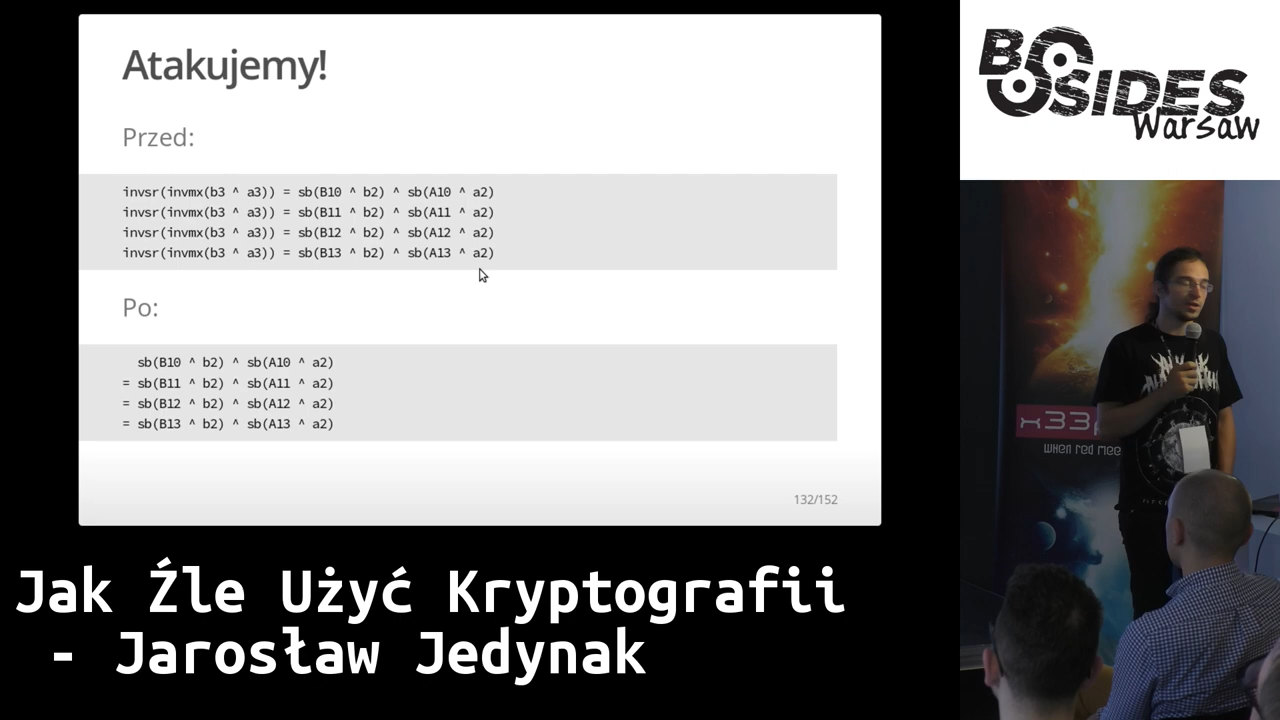 Atakujemy!
Przed:
invsr(invmx(b3 ^ a3)) = sb(B10 ^ b2) ^ sb(A10 ^ a2)
invsr(invmx(b3 ^ a3)) = sb(B11 ^ b2) ^ sb(A11 ^ a2)
invsr(invmx(b3 ^ a3)) = sb(B12 ^ b2) ^ sb(A12 ^ a2)
invsr(invmx(b3 ^ a3)) = sb(B13 ^ b2) ^ sb(A13 ^ a2)
Po:
sb(B10 ^ b2) ^ sb(A10 ^ a2)
= sb(B11 ^ b2) ^ sb(A11 ^ a2)
= sb(B12 ^ b2) ^ sb(A12 ^ a2)
= sb(B13 ^ b2) ^ sb(A13 ^ a2)
132/152
Jak Źle Użyć Kryptografii
- Jarosław Jedynak
BSIDES
Warsaw
x33
when red mee